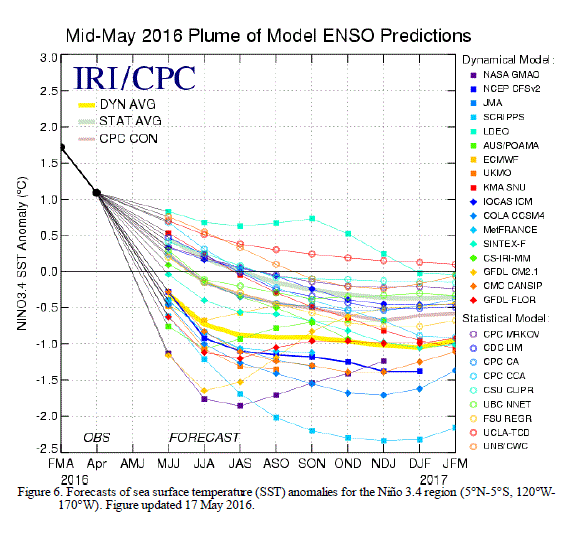 Mid-May 2016 Plume of Model ENSO Predictions
3.0
2.5
2.0
1.5
1.0
0.5
0.0
-0.5
-1.0
-1.5
-2.0
-2.5
NINO3.4 SST Anomaly (°C)
IRI/CPC
DYN AVG
STAT AVG
CPC CON
OBS
FORECAST
FMA
Apr
AMJ
MJJ
JJA
JAS
ASO
SON
OND
NDJ
DJF
JFM
2016
2017
Dynamical Model:
NASA GMAO
NCEP CFSv2
JMA
SCRIPPS
LDEO
AUS/POAMA
ECMWF
UKMO
KMA SNU
IOCAS ICM
COLA CCSM4
MetFRANCE
SINTEX-F
CS-IRI-MM
GFDL CM2.1
CMC CANSIP
GFDL FLOR
Statistical Model:
CPC MRKOV
CDC LIM
CPC CA
CPC CCA
CSU CLIPR
UBC NNET
FSU REGR
UCLA-TCD
UNB/CWC
Figure 6. Forecasts of sea surface temperature (SST) anomalies for the Niño 3.4 region (5°N-5°S, 120°W-
170°W). Figure updated 17 May 2016.